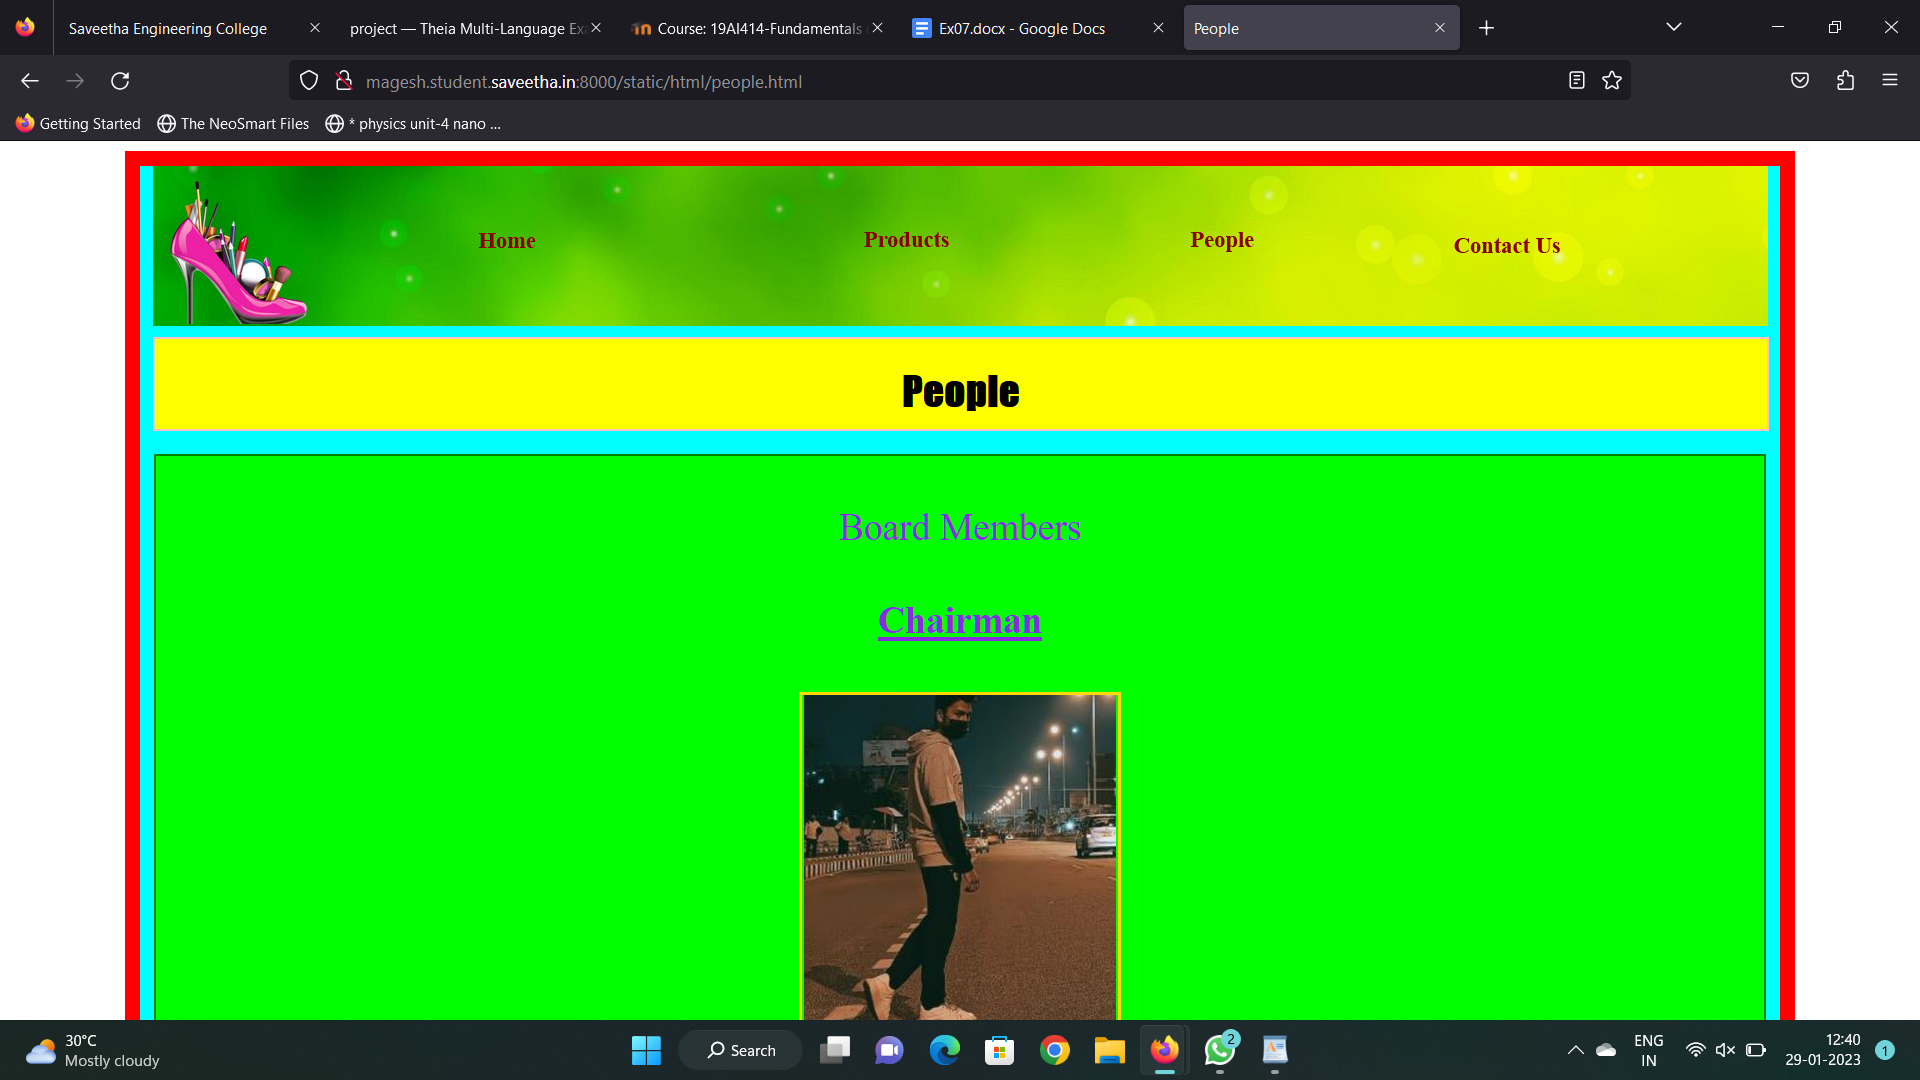 Saveetha Engineering College
project — Theia Multi-Language Exa
Course: 19AI414-Fundamentals
Ex07.docx - Google Docs
People
magesh.student.saveetha.in:8000/static/html/people.html
Getting Started
The NeoSmart Files
* physics unit-4 nano ...
Home
Products
People
Contact Us
People
Board Members
Chairman
30°C
Mostly cloudy
Search
2
ENG
IN
12:40
29-01-2023
1